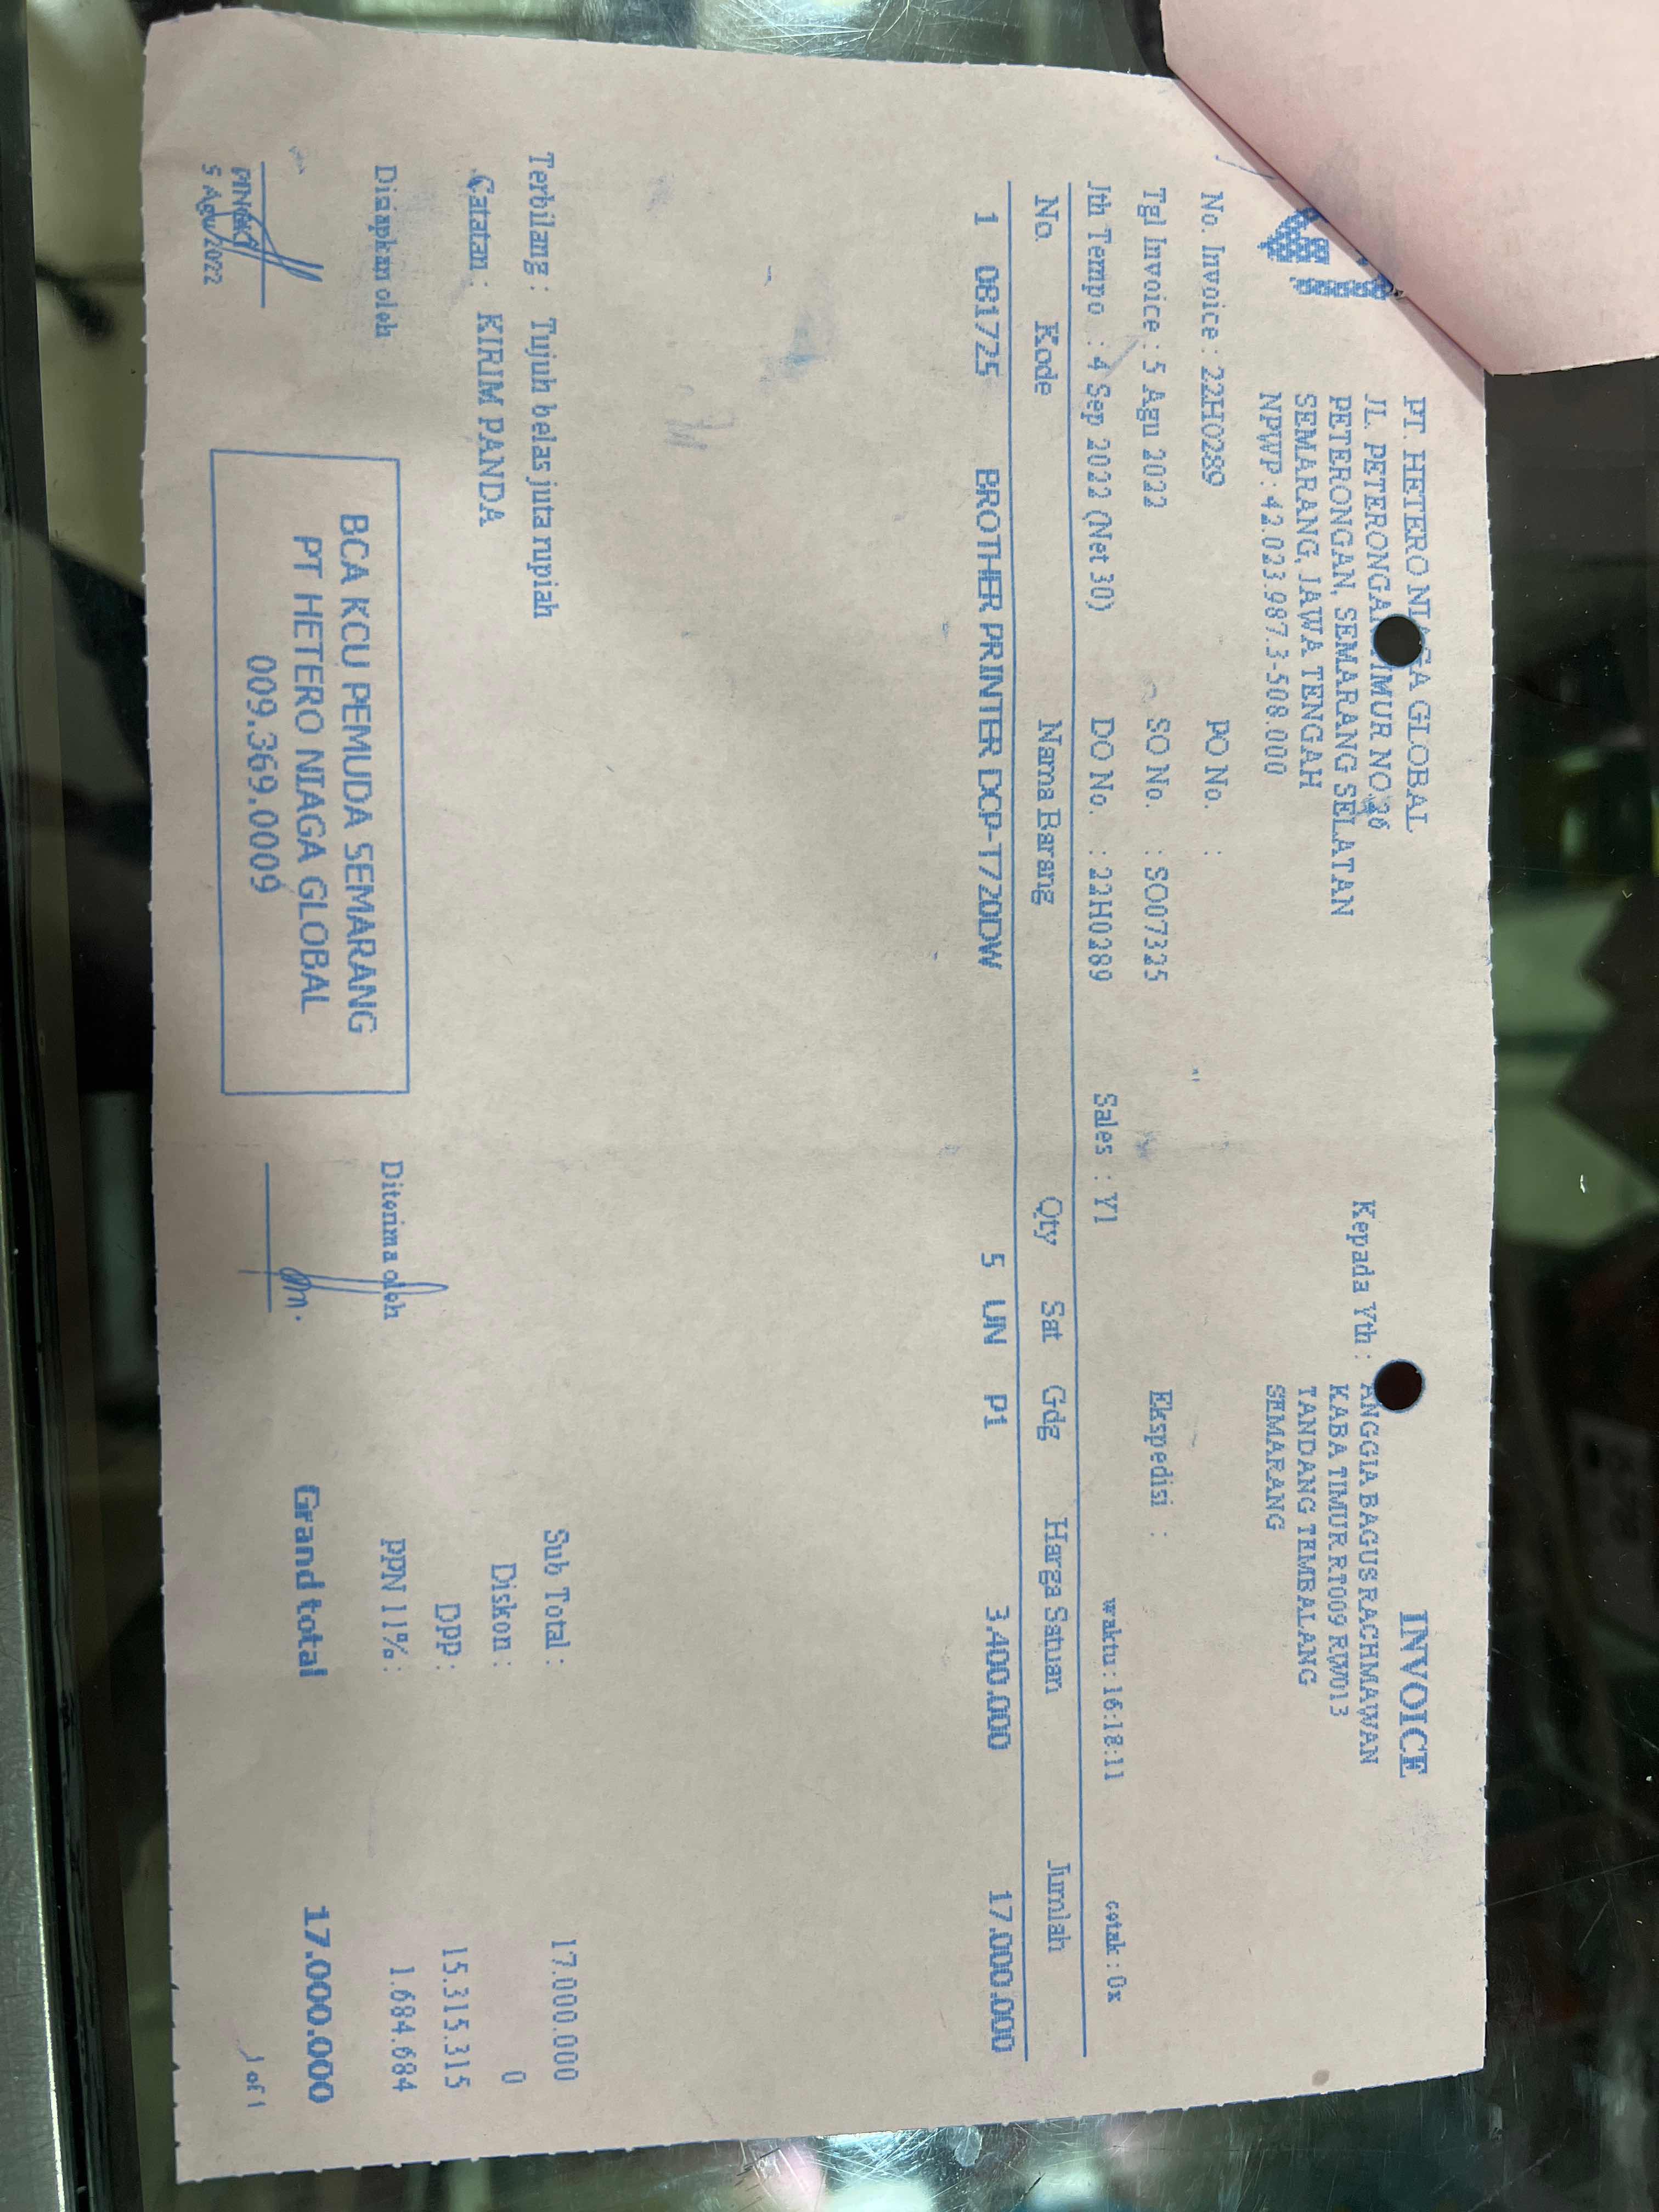 INVOICE
PT. HETERO NIAGA GLOBAL
JL. PETERONGAN TIMUR NO 26
PETERONGAN, SEMARANG SELATAN
SEMARANG, JAWA TENGAH
NPWP : 42.023.987.3-508.000
Kepada Yth : ANGGIA BAGUS RACHMAWAN
KABA TIMUR RT009 RW013
TANDANG TEMBALANG
SEMARANG
No. Invoice : 22H0289 PO No. :
Tgl Invoice : 5 Agu 2022 SO No. : SO07325 Ekspedisi :
Jth Tempo : 4 Sep 2022 (Net 30) DO No. : 22H0289 Sales : Y1 waktu : 16:18:11 cetak : 0x
No. Kode Nama Barang Qty Sat Gdg Harga Satuan Jumlah
1 081725 BROTHER PRINTER DCP-T720DW 5 UN P1 3.400.000 17.000.000
Terbilang : Tujuh belas juta rupiah
Catatan : KIRIM PANDA
Sub Total : 17.000.000
Diskon : 0
DPP : 15.315.315
PPN 11% : 1.684.684
Grand total 17.000.000
Disiapkan oleh
5 Agu 2022
BCA KCU PEMUDA SEMARANG
PT HETERO NIAGA GLOBAL
009.369.0009
Diterima oleh
1 of 1